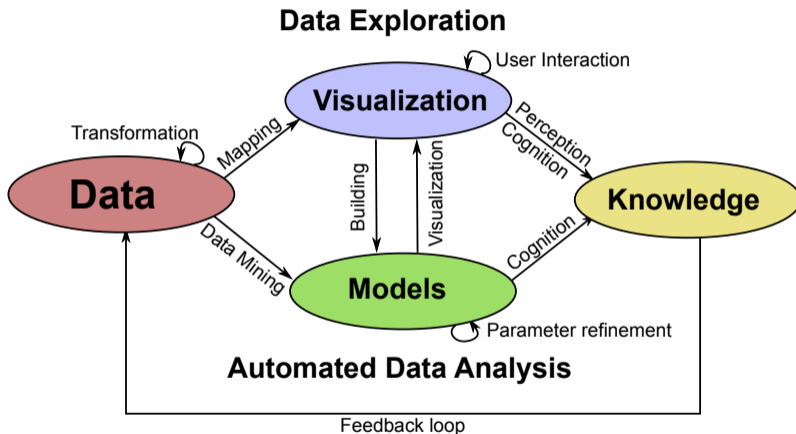 Data Exploration
User Interaction
Visualization
Transformation
Mapping
Perception
Cognition
Data
Building
Visualization
Knowledge
Data Mining
Cognition
Models
Parameter refinement
Automated Data Analysis
Feedback loop